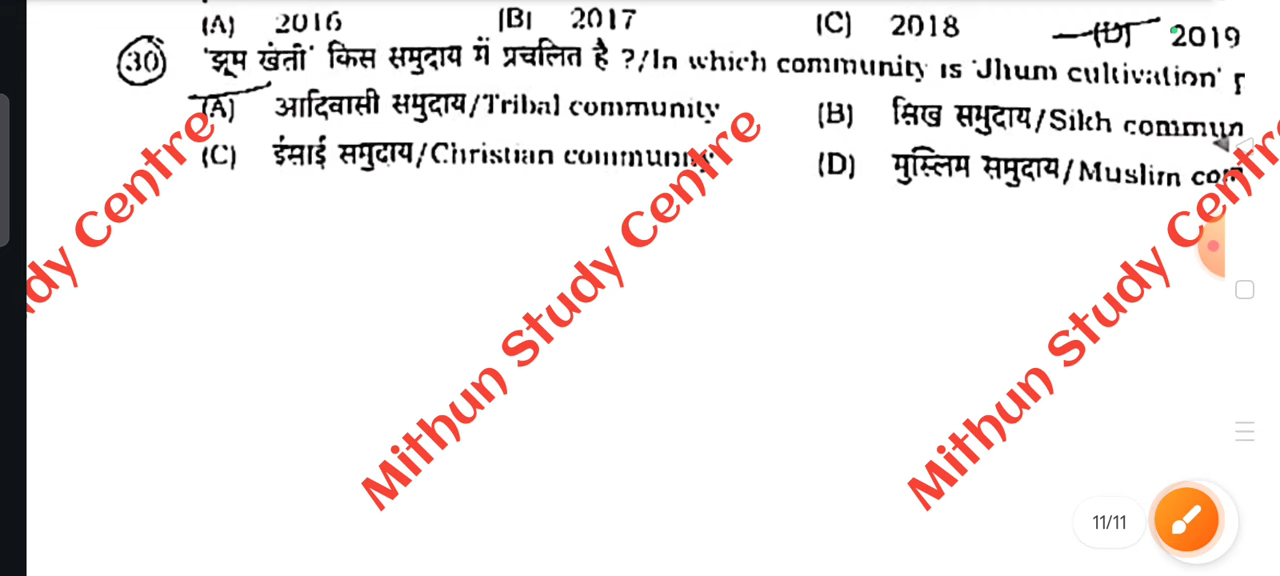 (A) 2016 (B) 2017 (C) 2018 (D) 2019
(30) 'झूम खेती' किस समुदाय में प्रचलित है ?/In which community is 'Jhum cultivation'
(A) आदिवासी समुदाय/Tribal community (B) सिख समुदाय/Sikh commun
(C) ईसाई समुदाय/Christian community (D) मुस्लिम समुदाय/Muslim com
dy Centre
Mithun Study Centre
Mithun Study Centre
11/11